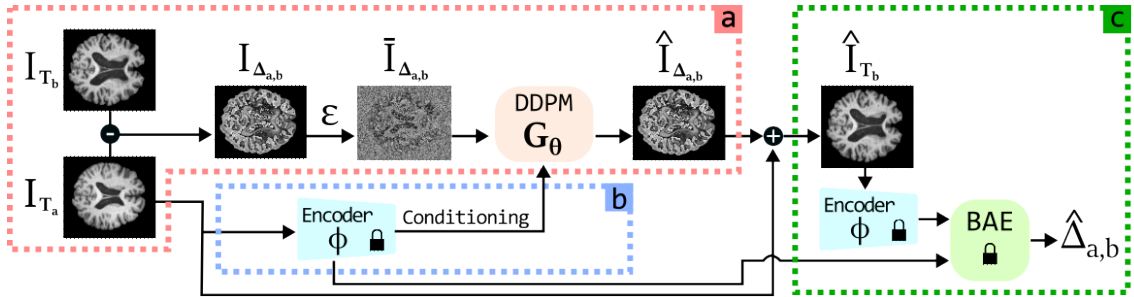 a
I_{T_b}
I_{Δ_{a,b}}
ε
Ī_{Δ_{a,b}}
DDPM
G_θ
Î_{Δ_{a,b}}
-
I_{T_a}
+
b
Encoder
ϕ
Conditioning
c
Î_{T_b}
Encoder
ϕ
BAE
Δ̂_{a,b}